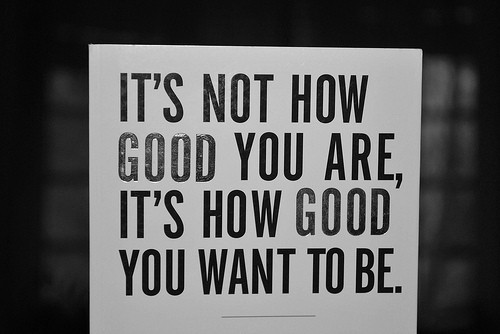 IT'S NOT HOW
GOOD YOU ARE,
IT'S HOW GOOD
YOU WANT TO BE.